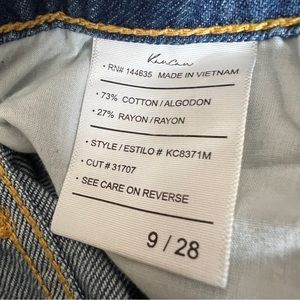 KanCan
· RN# 144635 MADE IN VIETNAM
· 73% COTTON / ALGODON
· 27% RAYON / RAYON
· STYLE / ESTILO # KC8371M
· CUT # 31707
· SEE CARE ON REVERSE
9 / 28